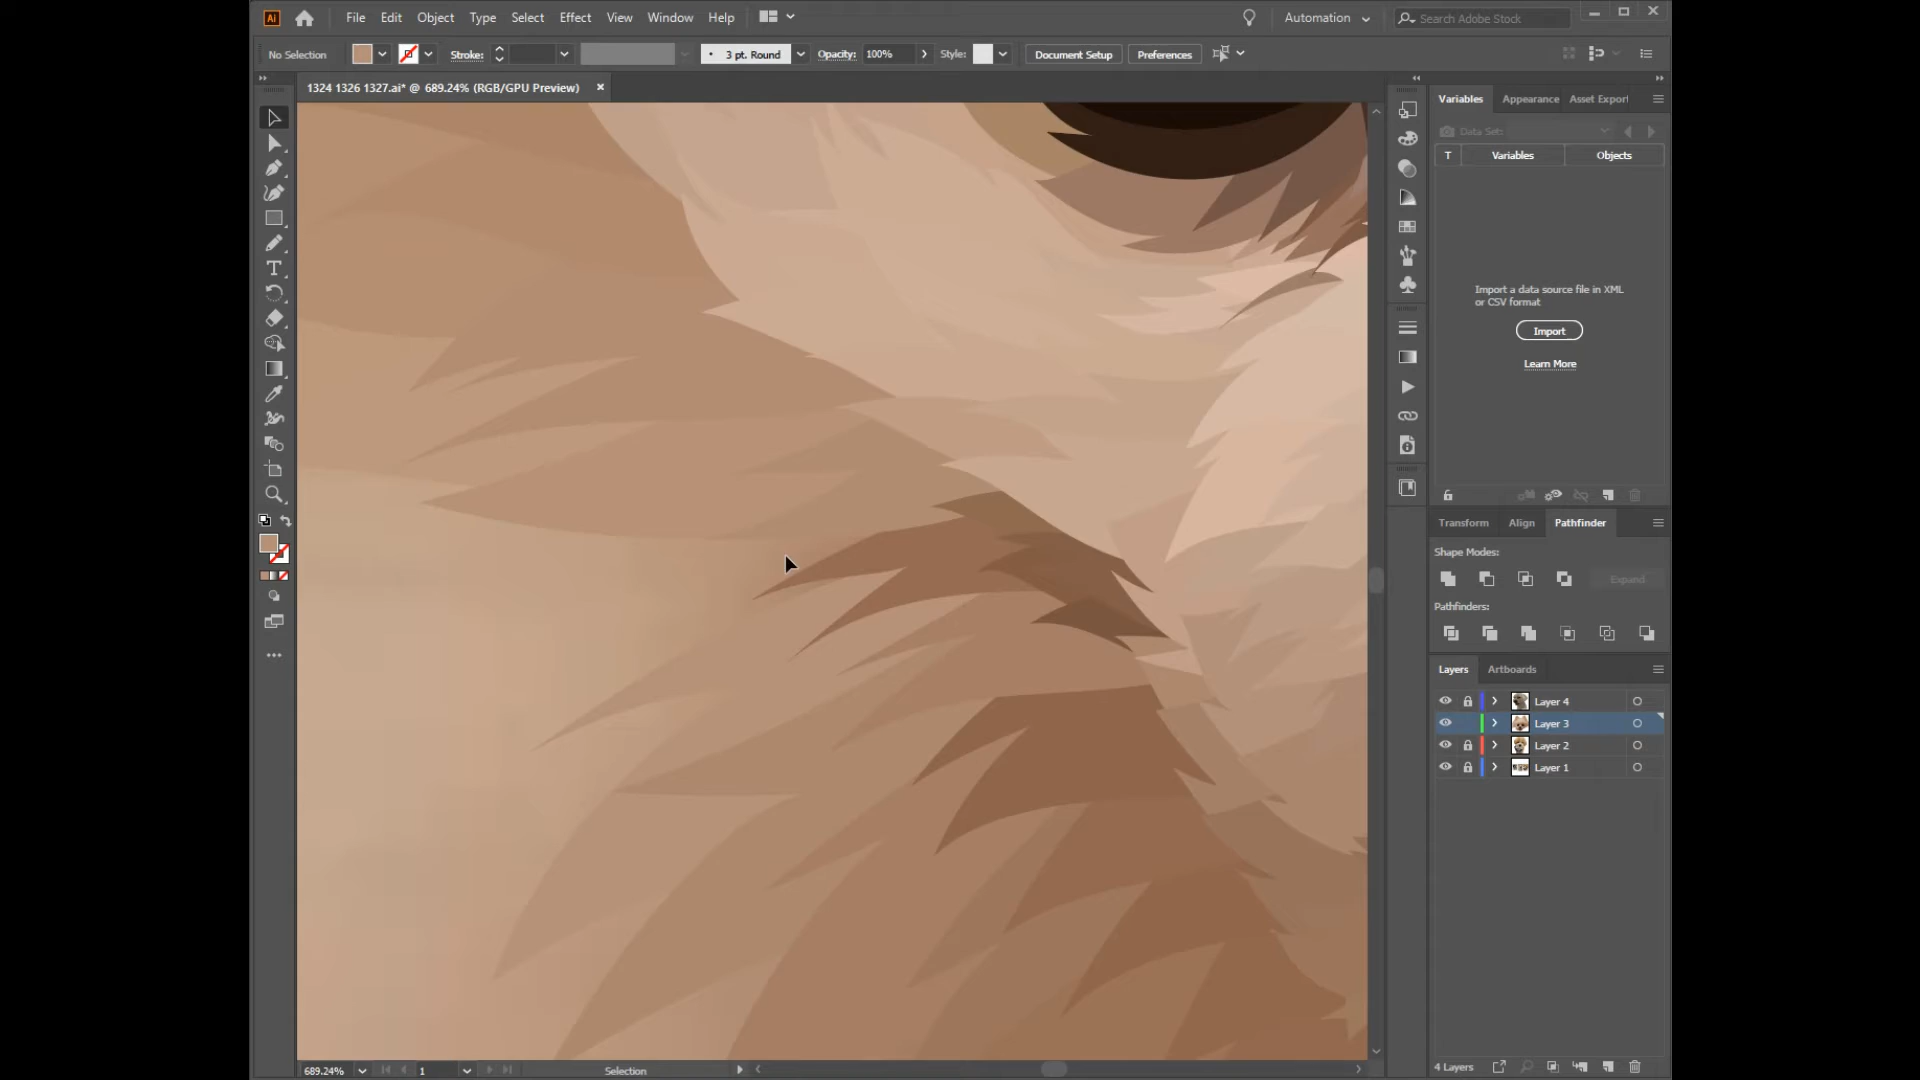 Ai File Edit Object Type Select Effect View Window Help Automation Search Adobe Stock
No Selection Stroke: 3 pt. Round Opacity: 100% Style: Document Setup Preferences
1324 1326 1327.ai* @ 689.24% (RGB/GPU Preview)
Variables Appearance Asset Export
Data Set:
T Variables Objects
Import a data source file in XML
or CSV format
Import
Learn More
Transform Align Pathfinder
Shape Modes:
Expand
Pathfinders:
Layers Artboards
Layer 4
Layer 3
Layer 2
Layer 1
4 Layers
689.24% 1 Selection